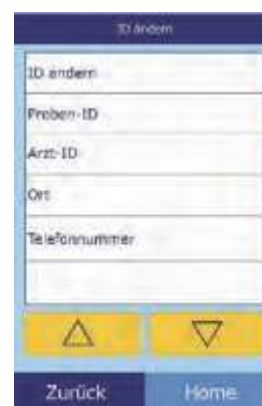 ID ändern
ID ändern
Proben-ID
Arzt-ID
Ort
Telefonnummer
Zurück Home